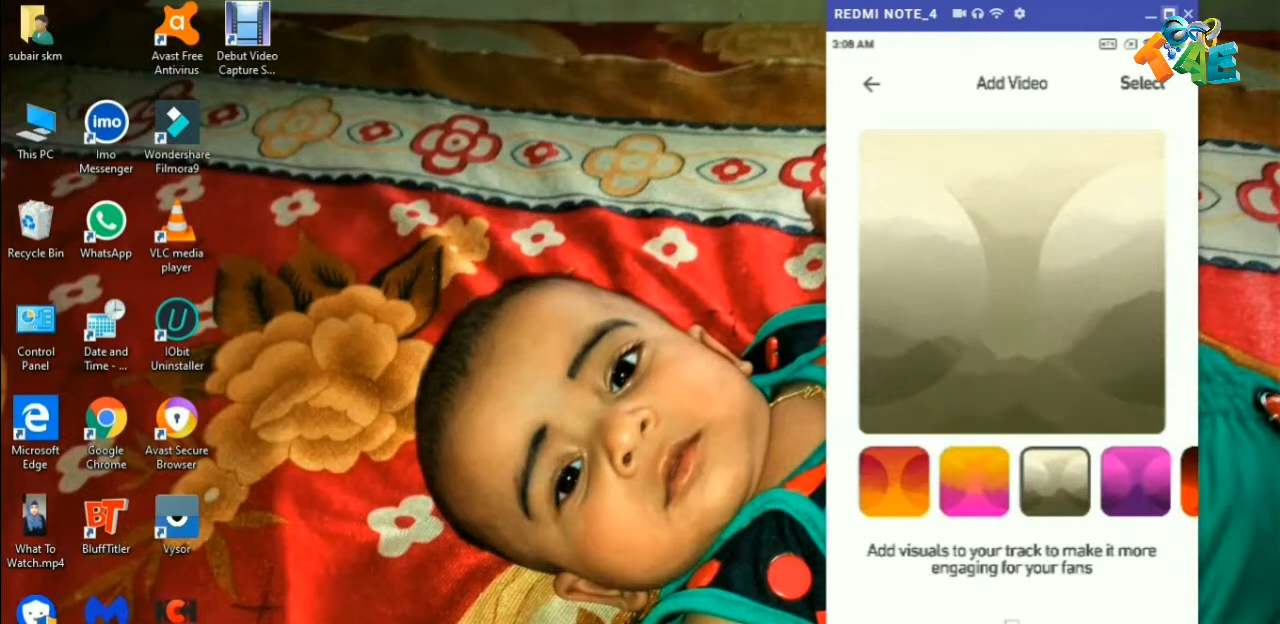 subair skm
Avast Free
Antivirus
Debut Video
Capture S...
This PC
imo
Imo
Messenger
Wondershare
Filmora9
Recycle Bin
WhatsApp
VLC media
player
Control
Panel
Date and
Time - ...
IObit
Uninstaller
Microsoft
Edge
Google
Chrome
Avast Secure
Browser
What To
Watch.mp4
BT
BluffTitler
Vysor
REDMI NOTE_4
3:08 AM
Add Video
Select
Add visuals to your track to make it more
engaging for your fans